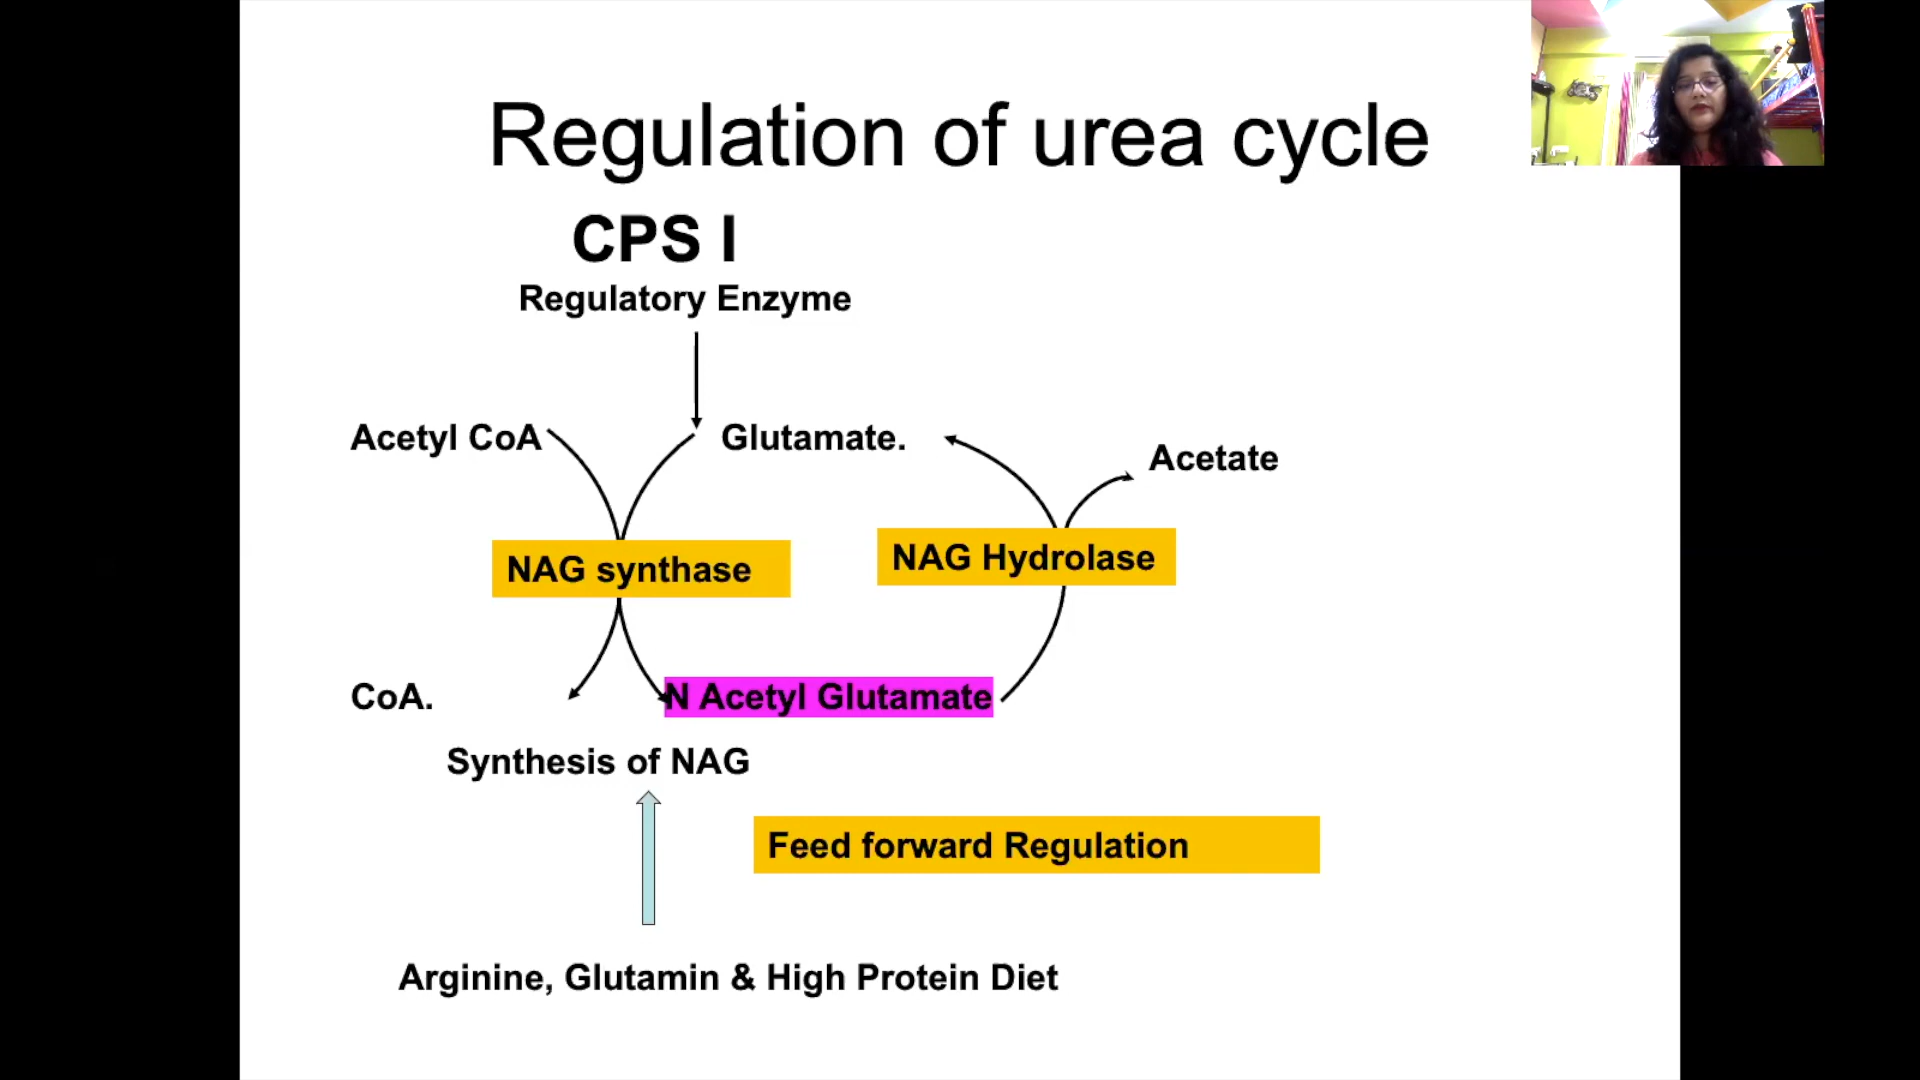 Regulation of urea cycle
CPS I
Regulatory Enzyme
Acetyl CoA
Glutamate.
Acetate
NAG synthase
NAG Hydrolase
CoA.
N Acetyl Glutamate
Synthesis of NAG
Feed forward Regulation
Arginine, Glutamin & High Protein Diet